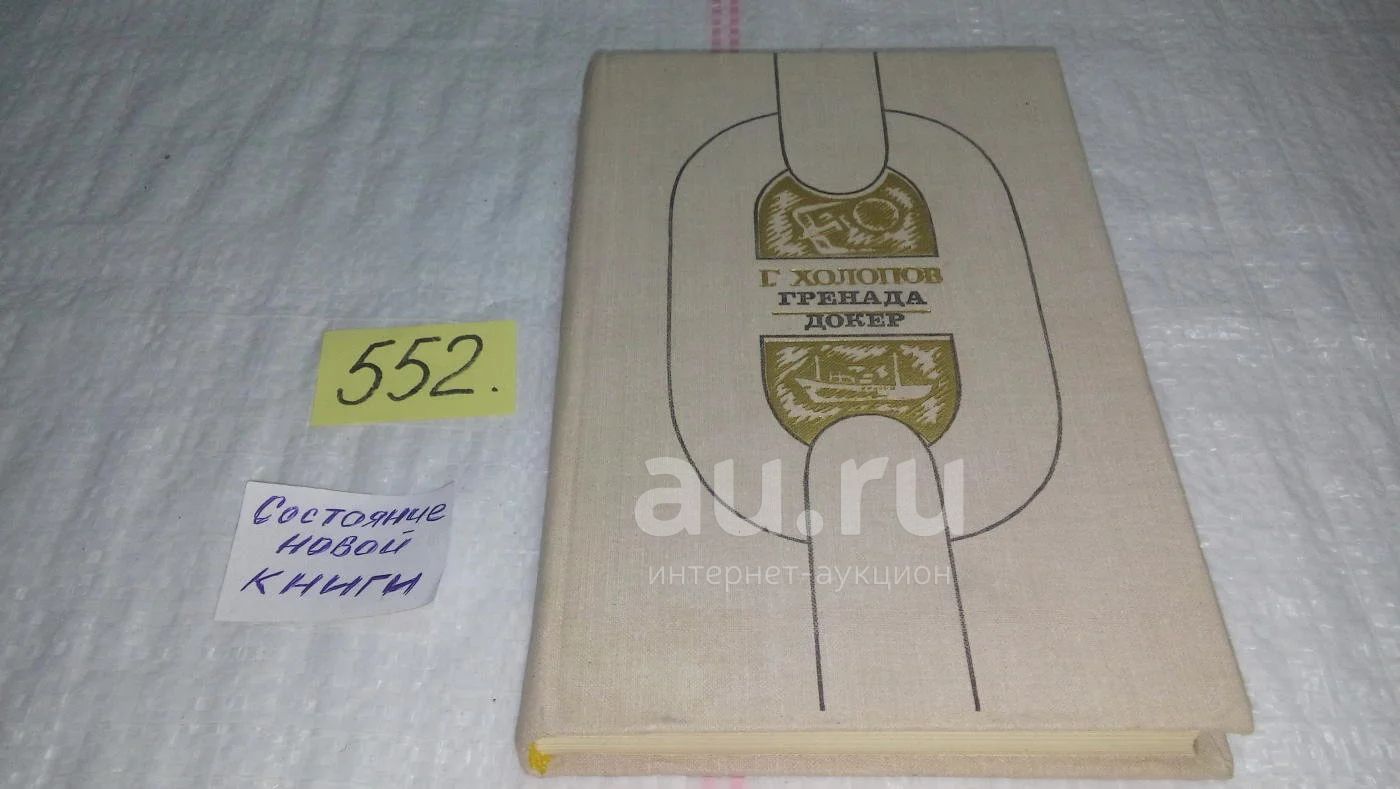 Г ХОЛОПОВ
ГРЕНАДА
ДОКЕР
552.
Состояние
новой
книги
au.ru
интернет-аукцион